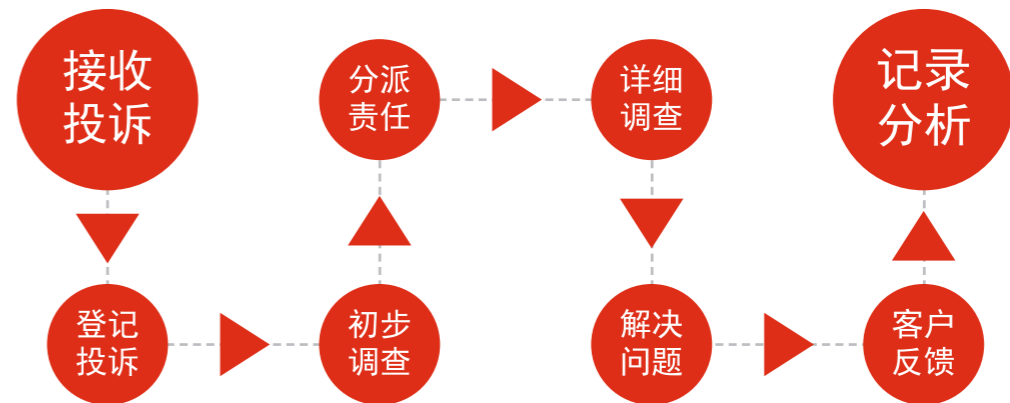 接收
投诉
登记
投诉
初步
调查
分派
责任
详细
调查
解决
问题
客户
反馈
记录
分析